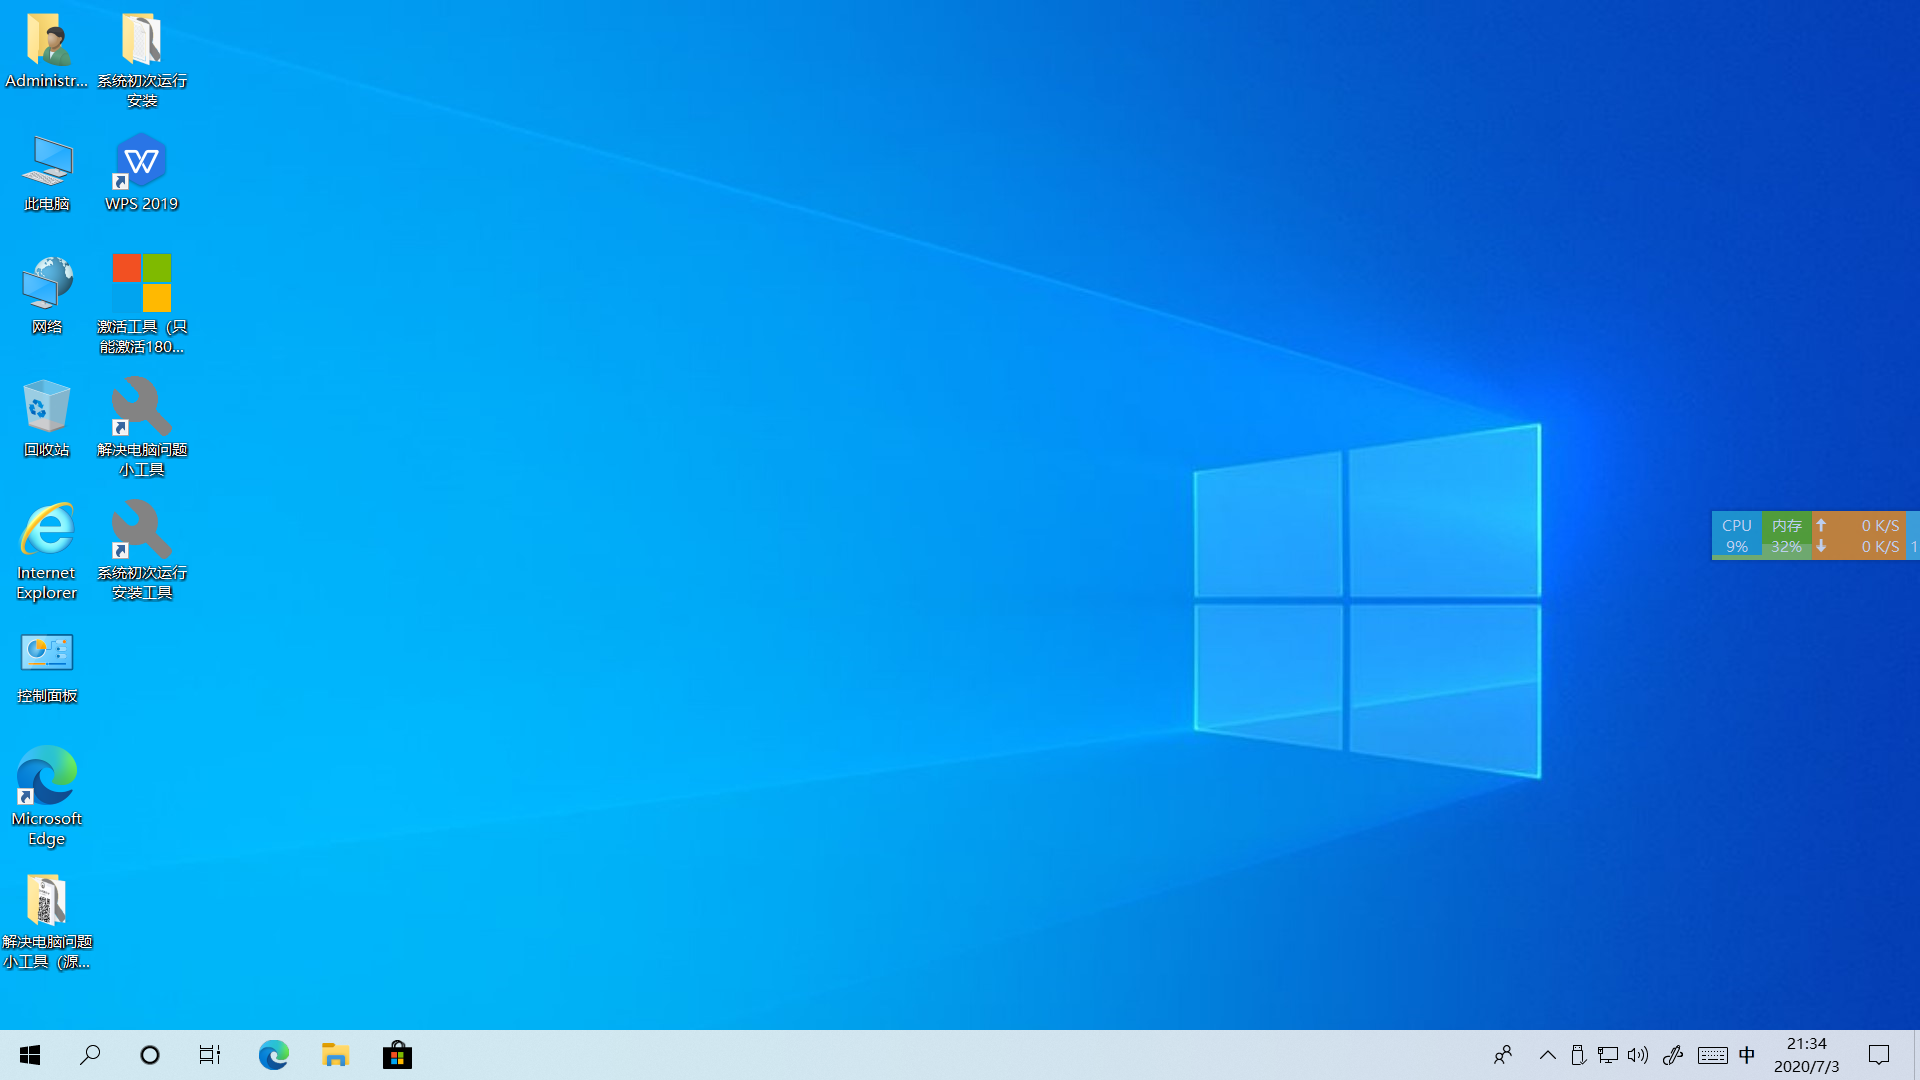 Administr...
系统初次运行
安装
此电脑
WPS 2019
网络
激活工具（只
能激活180...
回收站
解决电脑问题
小工具
Internet
Explorer
系统初次运行
安装工具
控制面板
Microsoft
Edge
解决电脑问题
小工具（源...
CPU
9%
内存
32%
0 K/S
0 K/S
1
中
21:34
2020/7/3